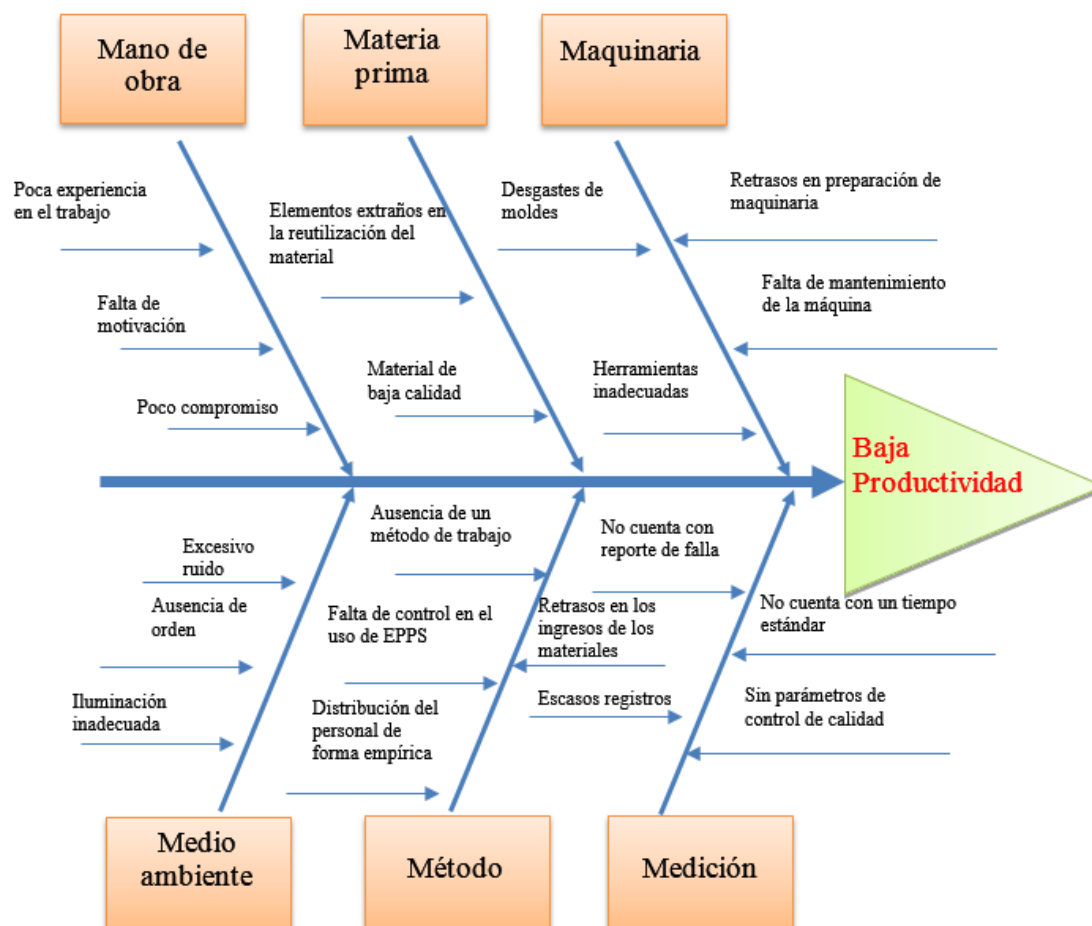 Mano de
obra
Materia
prima
Maquinaria
Poca experiencia
en el trabajo
Falta de
motivación
Poco compromiso
Elementos extraños en
la reutilización del
material
Material de
baja calidad
Desgastes de
moldes
Retrasos en preparación de
maquinaria
Falta de mantenimiento
de la máquina
Herramientas
inadecuadas
Baja
Productividad
Excesivo
ruido
Ausencia de
orden
Iluminación
inadecuada
Ausencia de un
método de trabajo
Falta de control en el
uso de EPPS
Retrasos en los
ingresos de los
materiales
Distribución del
personal de
forma empírica
No cuenta con
reporte de falla
No cuenta con un tiempo
estándar
Escasos registros
Sin parámetros de
control de calidad
Medio
ambiente
Método
Medición